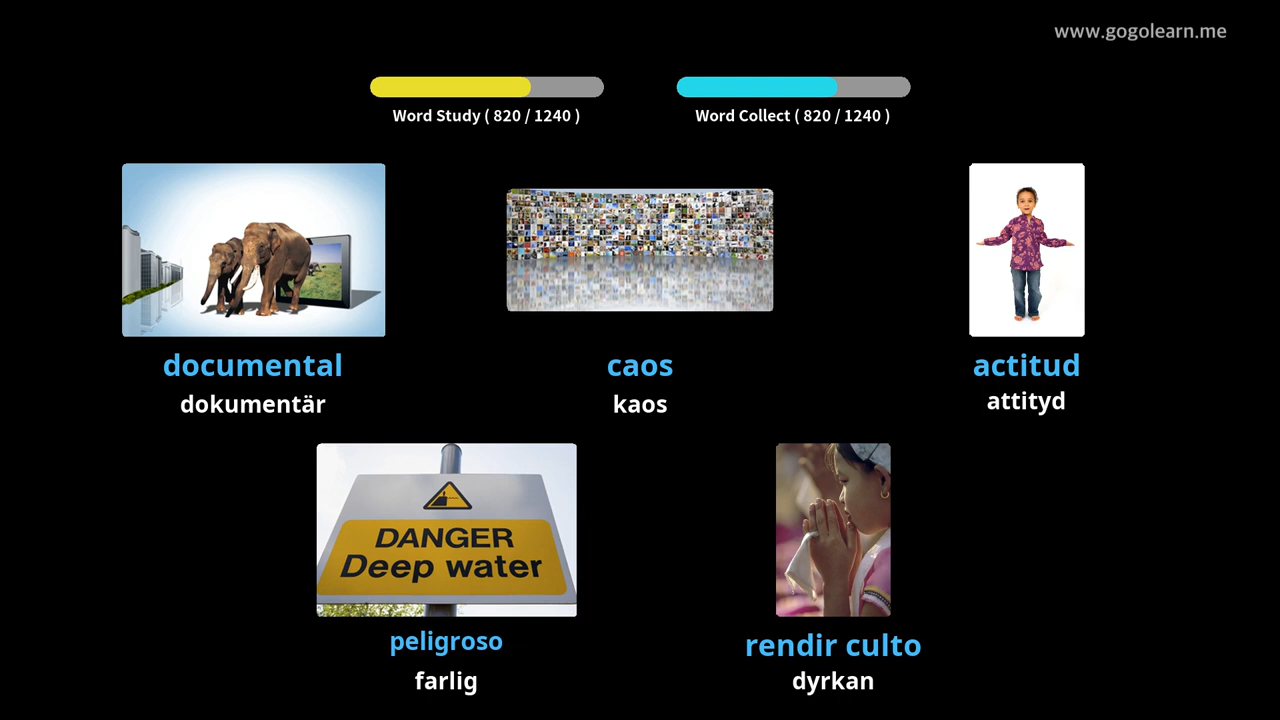 www.gogolearn.me
Word Study ( 820 / 1240 )
Word Collect ( 820 / 1240 )
documental
dokumentär
caos
kaos
actitud
attityd
DANGER
Deep water
peligroso
farlig
rendir culto
dyrkan